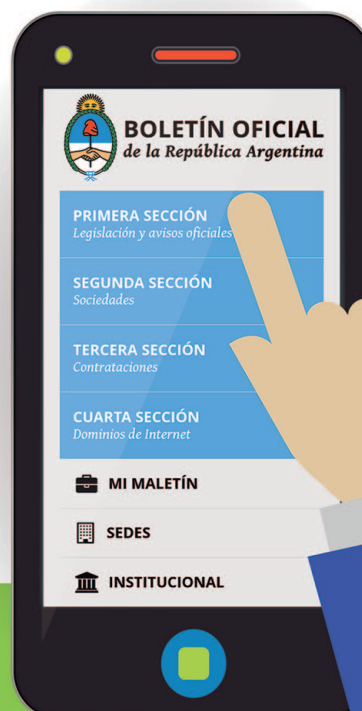 BOLETÍN OFICIAL
de la República Argentina
PRIMERA SECCIÓN
Legislación y avisos oficiales
SEGUNDA SECCIÓN
Sociedades
TERCERA SECCIÓN
Contrataciones
CUARTA SECCIÓN
Dominios de Internet
MI MALETÍN
SEDES
INSTITUCIONAL